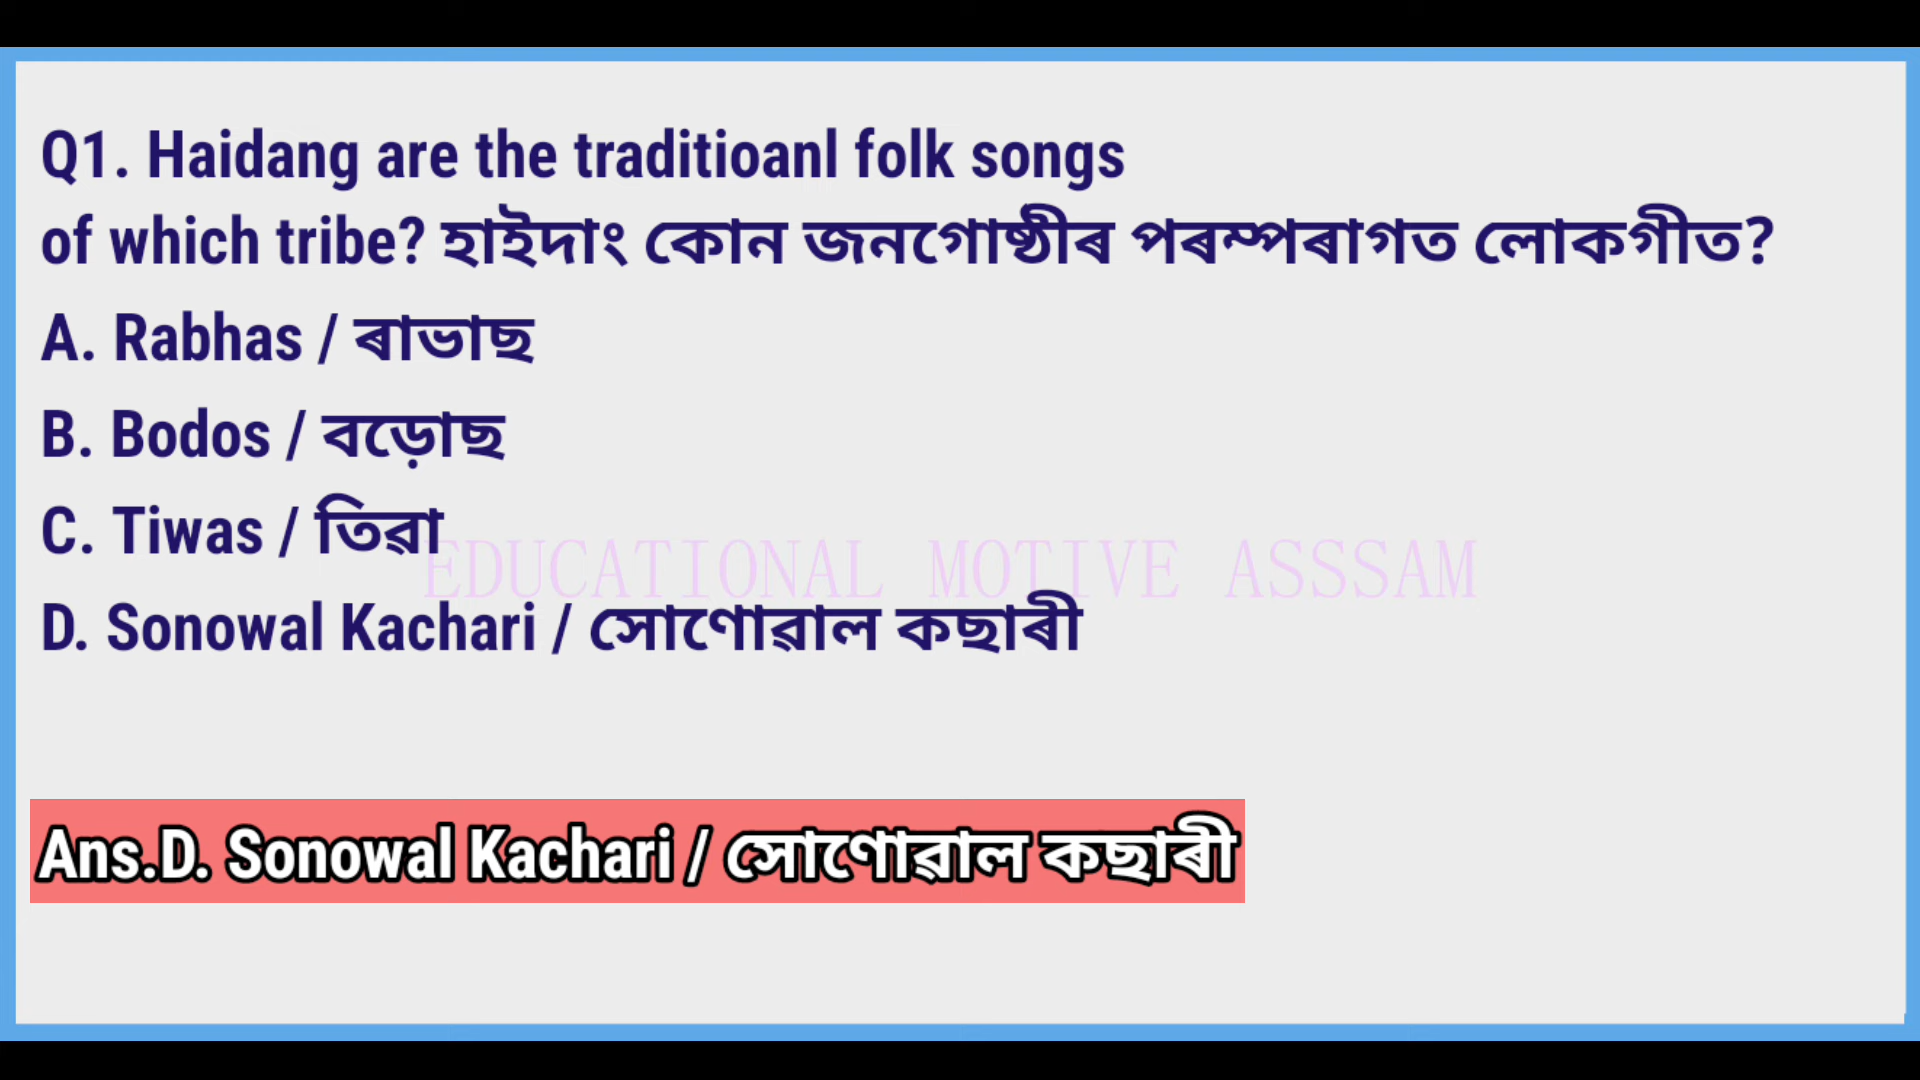 Q1. Haidang are the traditioanl folk songs
of which tribe? হাইদাং কোন জনগোষ্ঠীৰ পৰম্পৰাগত লোকগীত?
A. Rabhas / ৰাভাছ
B. Bodos / বড়োছ
C. Tiwas / তিৱা
EDUCATIONAL MOTIVE ASSSAM
D. Sonowal Kachari / সোণোৱাল কছাৰী
Ans.D. Sonowal Kachari / সোণোৱাল কছাৰী